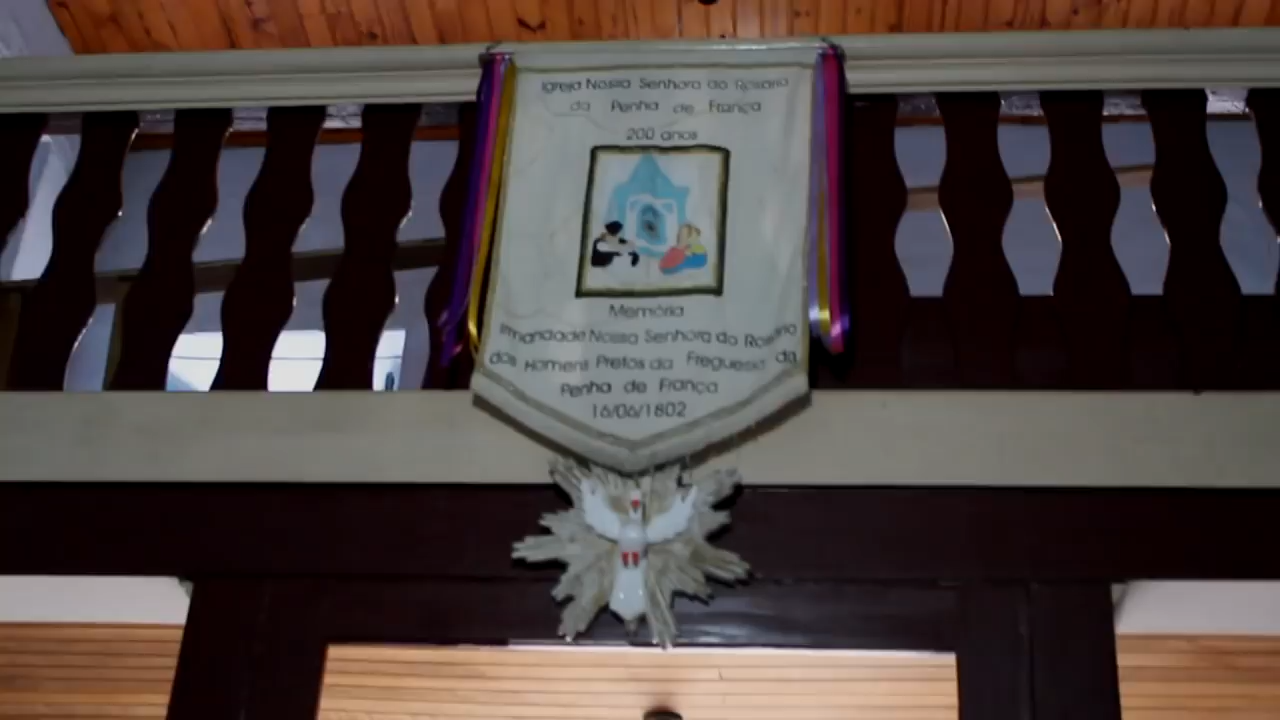 Igreja Nossa Senhora do Rosário
da Penha de França
200 anos
Memória
Irmandade Nossa Senhora do Rosário
dos Homens Pretos da Freguesia da
Penha de França
16/06/1802